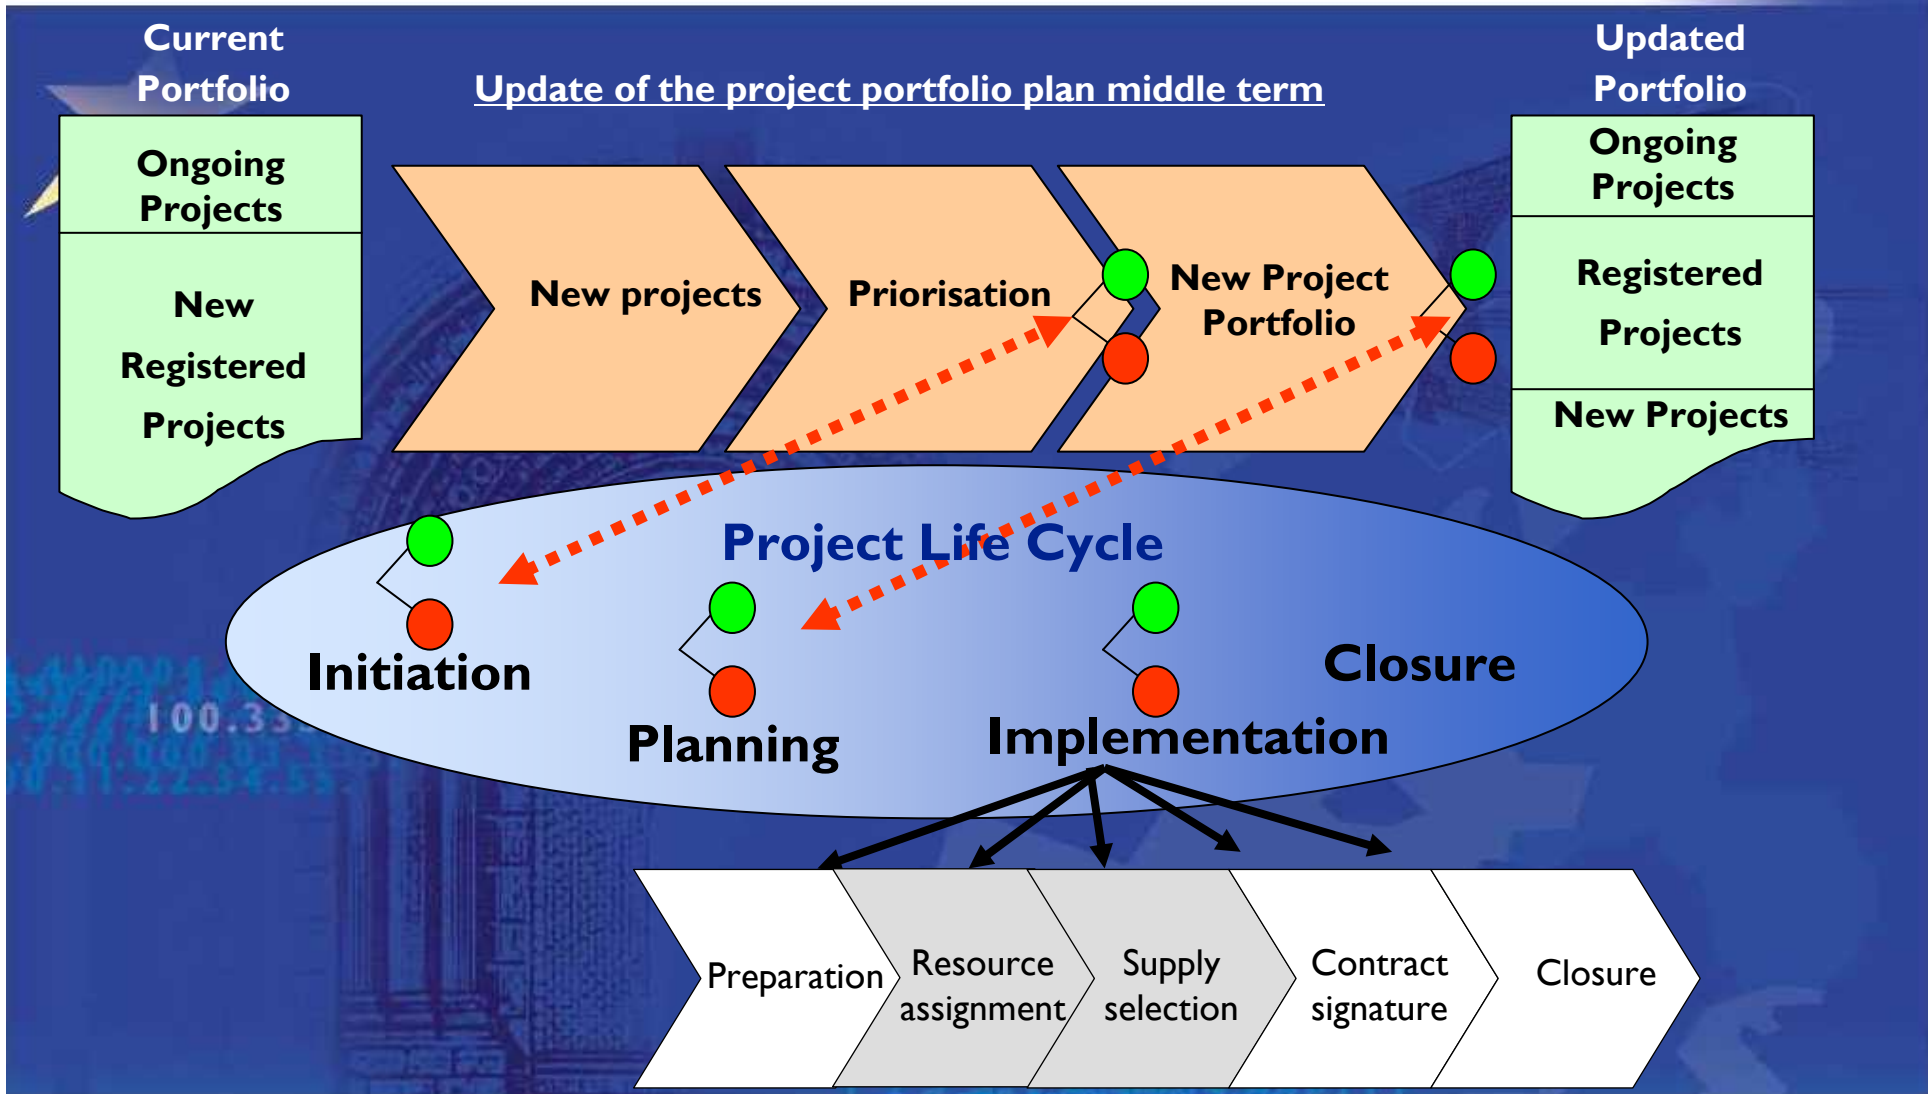 Current
Portfolio
Update of the project portfolio plan middle term
Updated
Portfolio
Ongoing
Projects
New
Registered
Projects
New projects
Priorisation
New Project
Portfolio
Ongoing
Projects
Registered
Projects
New Projects
Project Life Cycle
Initiation
Planning
Implementation
Closure
Preparation
Resource
assignment
Supply
selection
Contract
signature
Closure